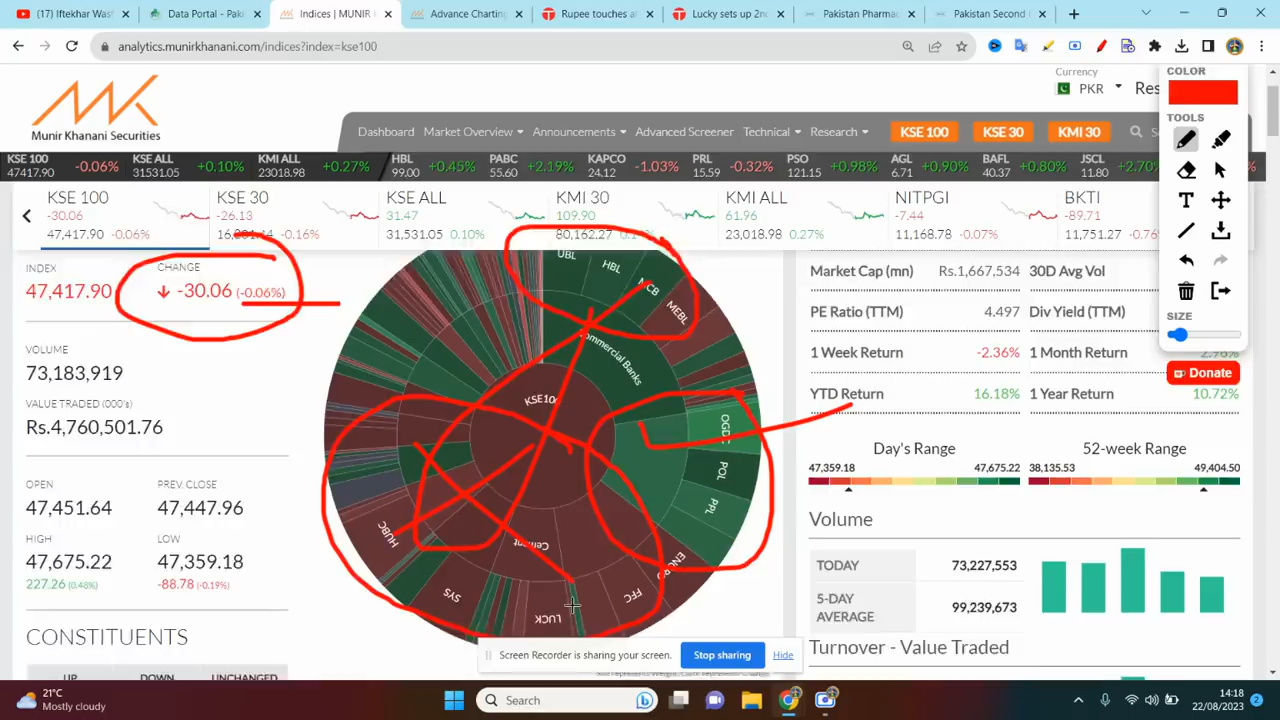 (17) Iftekhar Wast
Data Portal - Pak
Indices | MUNIR
Advance Charting
Rupee touches al
Lucky sets up 2nd
Pakistan Pharmac
Pakistan Second
analytics.munirkhanani.com/indices?index=kse100
COLOR
TOOLS
SIZE
Donate
Munir Khanani Securities
Currency
PKR
Res
Dashboard Market Overview Announcements Advanced Screener Technical Research KSE 100 KSE 30 KMI 30
KSE 100 -0.06% KSE ALL +0.10% KMI ALL +0.27% HBL +0.45% PABC +2.19% KAPCO -1.03% PRL -0.32% PSO +0.98% AGL +0.90% BAFL +0.80% JSCL +2.70%
47417.90 31531.05 23018.98 99.00 55.60 24.12 15.59 121.15 6.71 40.37 11.80
KSE 100 KSE 30 KSE ALL KMI 30 KMI ALL NITPGI BKTI
-30.06 -26.13 31.47 109.90 61.96 -7.44 -89.71
47,417.90 -0.06% -0.16% 31,531.05 0.10% 80,162.27 23,018.98 0.27% 11,168.78 -0.07% 11,751.27 -0.76%
INDEX
47,417.90
CHANGE
-30.06 (-0.06%)
VOLUME
73,183,919
VALUE TRADED (000's)
Rs.4,760,501.76
OPEN
47,451.64
PREV. CLOSE
47,447.96
HIGH
47,675.22
227.26 (0.48%)
LOW
47,359.18
-88.78 (-0.19%)
CONSTITUENTS
UP DOWN UNCHANGED
UBL
HBL
MCB
MEBL
Commercial Banks
KSE100
OGDC
POL
PPL
ENGRO
FFC
LUCK
Cement
SYS
HUBC
Market Cap (mn) Rs.1,667,534 30D Avg Vol
PE Ratio (TTM) 4.497 Div Yield (TTM)
1 Week Return -2.36% 1 Month Return 2.96%
YTD Return 16.18% 1 Year Return 10.72%
Day's Range 52-week Range
47,359.18 47,675.22 38,135.53 49,404.50
Volume
TODAY 73,227,553
5-DAY AVERAGE 99,239,673
Turnover - Value Traded
Screen Recorder is sharing your screen. Stop sharing Hide
21°C
Mostly cloudy
Search
14:18
22/08/2023
2